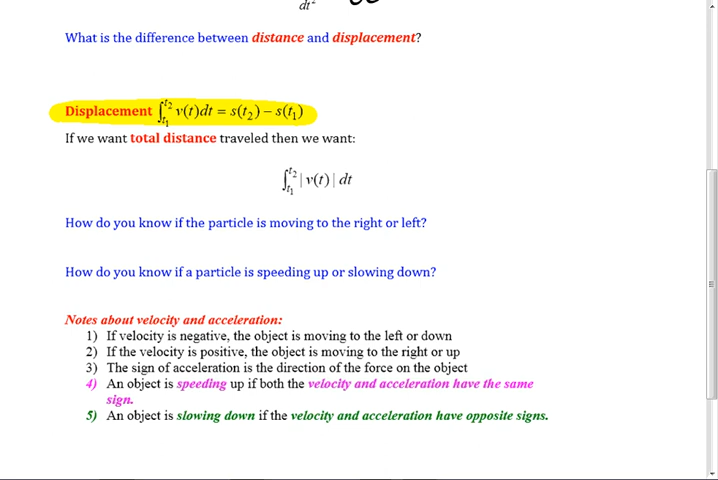 dt²
What is the difference between distance and displacement?
Displacement ∫_{t₁}^{t₂} v(t)dt = s(t₂) − s(t₁)
If we want total distance traveled then we want:
∫_{t₁}^{t₂} | v(t) | dt
How do you know if the particle is moving to the right or left?
How do you know if a particle is speeding up or slowing down?
Notes about velocity and acceleration:
1) If velocity is negative, the object is moving to the left or down
2) If the velocity is positive, the object is moving to the right or up
3) The sign of acceleration is the direction of the force on the object
4) An object is speeding up if both the velocity and acceleration have the same
sign.
5) An object is slowing down if the velocity and acceleration have opposite signs.